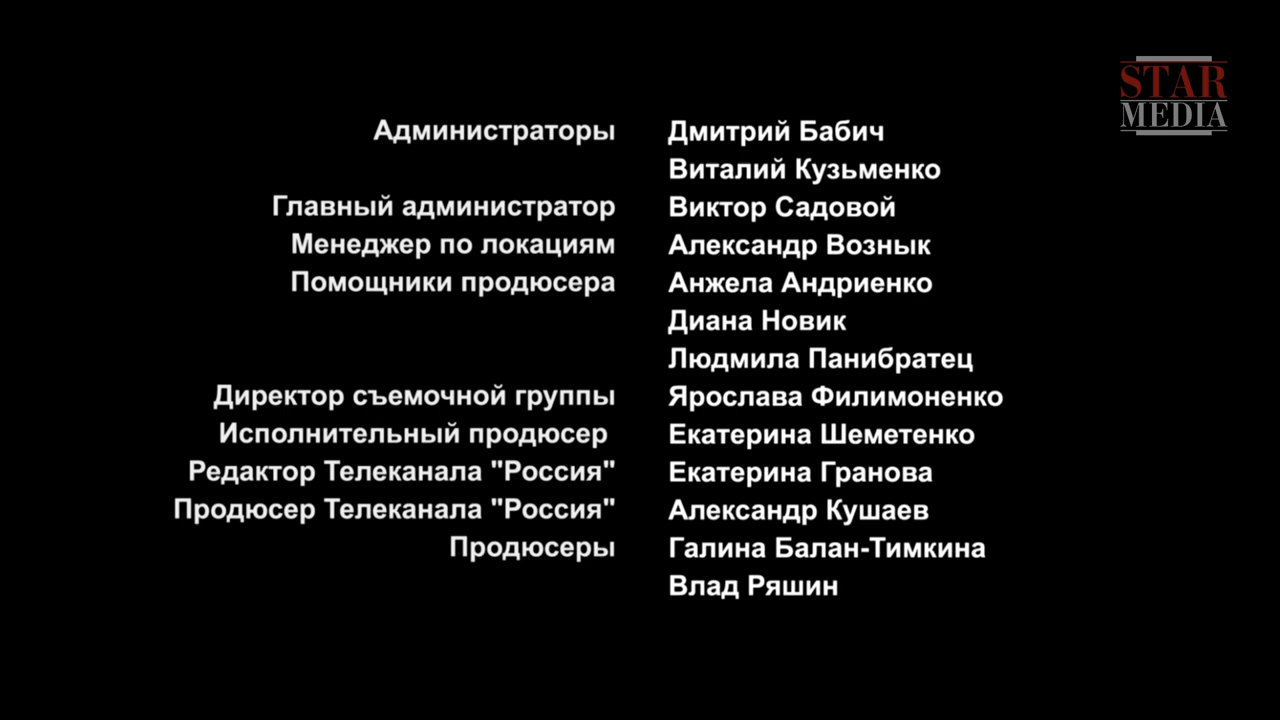 STAR
MEDIA
Администраторы Дмитрий Бабич
Виталий Кузьменко
Главный администратор Виктор Садовой
Менеджер по локациям Александр Вознык
Помощники продюсера Анжела Андриенко
Диана Новик
Людмила Панибратец
Директор съемочной группы Ярослава Филимоненко
Исполнительный продюсер Екатерина Шеметенко
Редактор Телеканала "Россия" Екатерина Гранова
Продюсер Телеканала "Россия" Александр Кушаев
Продюсеры Галина Балан-Тимкина
Влад Ряшин